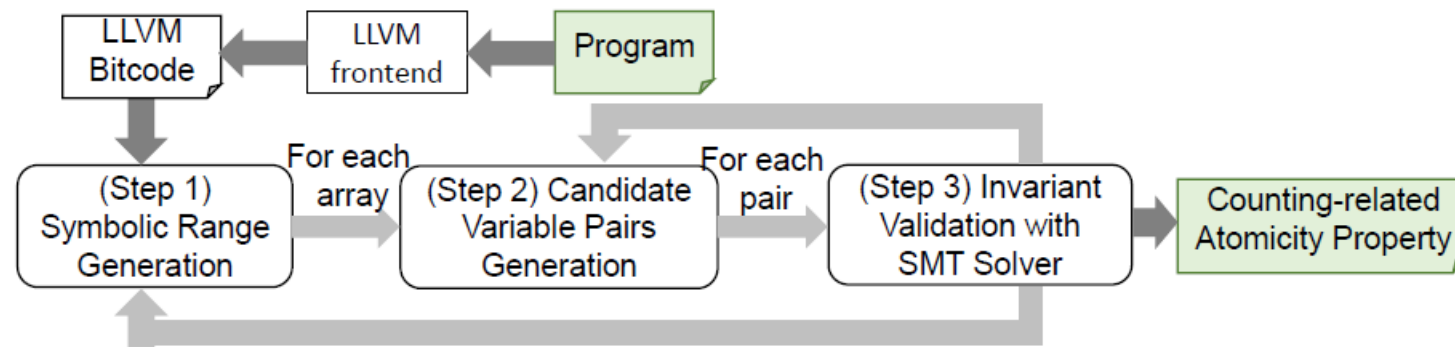 LLVM
Bitcode
LLVM
frontend
Program
(Step 1)
Symbolic Range
Generation
For each
array
(Step 2) Candidate
Variable Pairs
Generation
For each
pair
(Step 3) Invariant
Validation with
SMT Solver
Counting-related
Atomicity Property